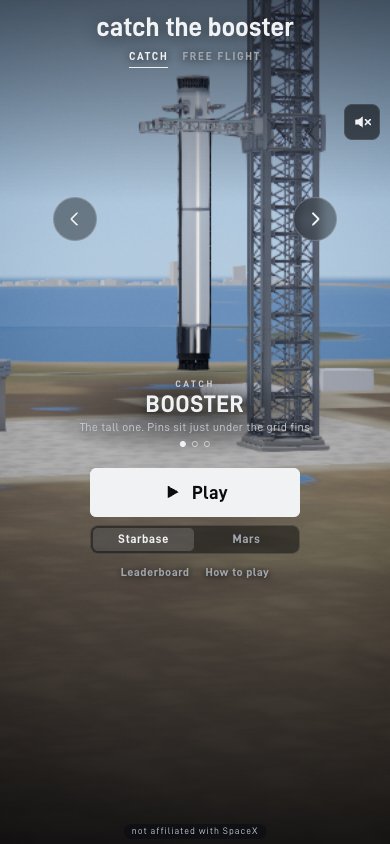 catch the booster
CATCH FREE FLIGHT
CATCH
BOOSTER
The tall one. Pins sit just under the grid fins.
Play
Starbase Mars
Leaderboard How to play
not affiliated with SpaceX